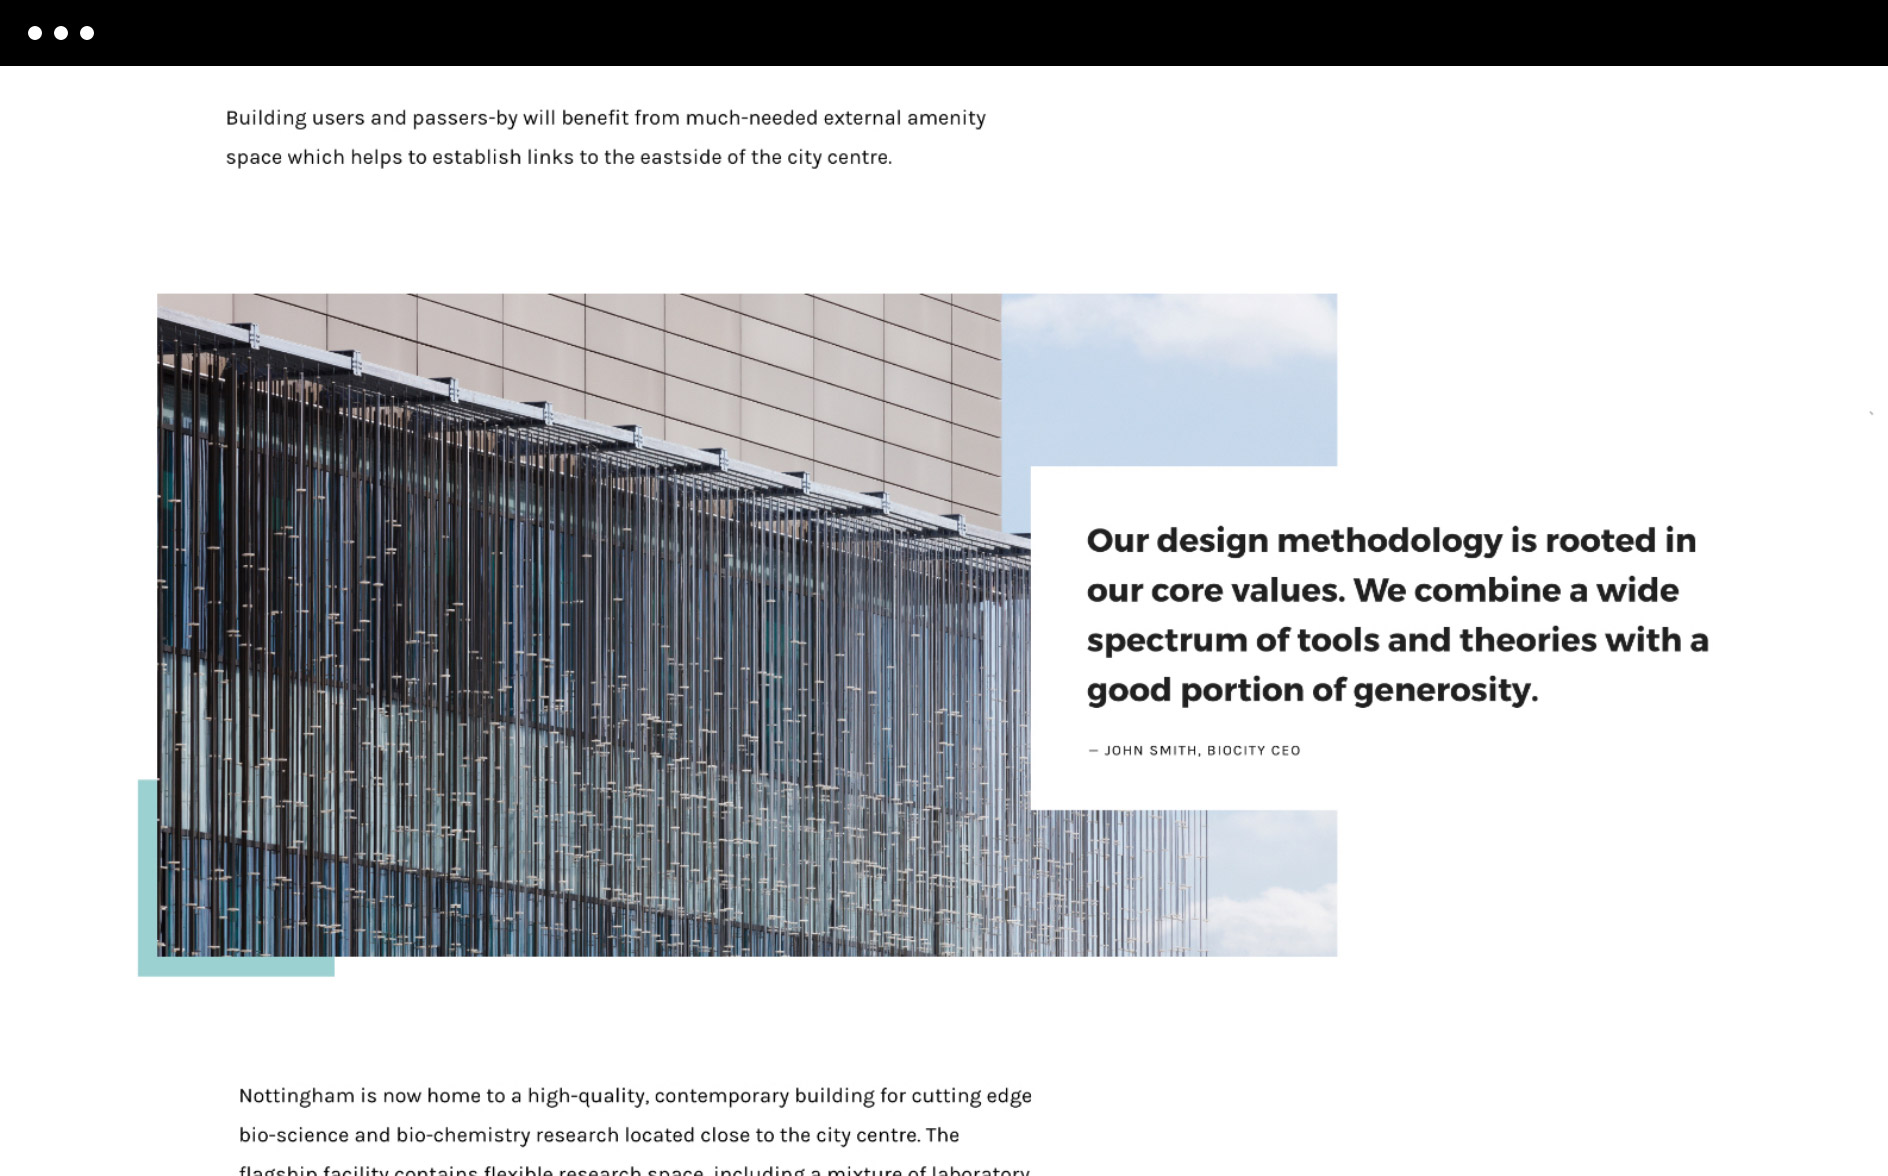 Building users and passers-by will benefit from much-needed external amenity
space which helps to establish links to the eastside of the city centre.
Our design methodology is rooted in
our core values. We combine a wide
spectrum of tools and theories with a
good portion of generosity.
— JOHN SMITH, BIOCITY CEO
Nottingham is now home to a high-quality, contemporary building for cutting edge
bio-science and bio-chemistry research located close to the city centre. The
flagship facility contains flexible research space, including a mixture of laboratory